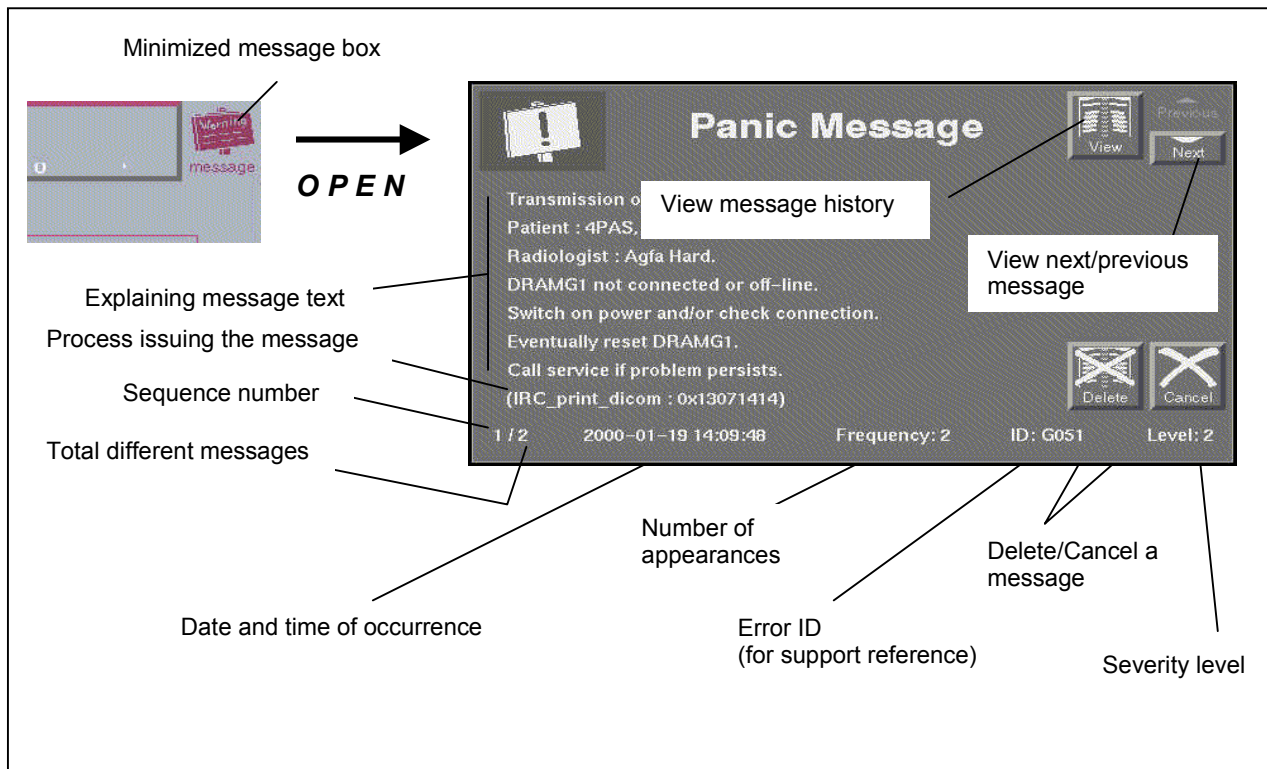 Minimized message box
Warning
message
OPEN
Panic Message
View
Previous
Next
Transmission o
View message history
Patient : 4PAS,
Radiologist : Agfa Hard.
DRAMG1 not connected or off-line.
Switch on power and/or check connection.
Eventually reset DRAMG1.
Call service if problem persists.
(IRC_print_dicom : 0x13071414)
View next/previous
message
Delete
Cancel
1 / 2 2000-01-19 14:09:48 Frequency: 2 ID: G051 Level: 2
Explaining message text
Process issuing the message
Sequence number
Total different messages
Number of
appearances
Delete/Cancel a
message
Date and time of occurrence
Error ID
(for support reference)
Severity level